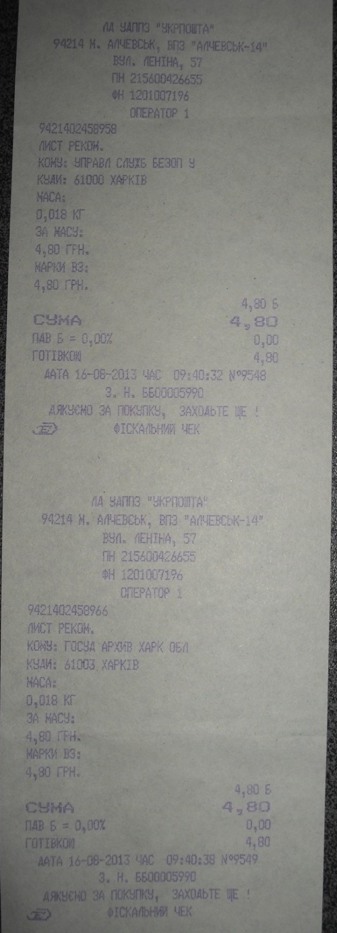 ЛА УДППЗ "УКРПОШТА"
94214 М. АЛЧЕВСЬК, ВПЗ "АЛЧЕВСЬК-14"
ВУЛ. ЛЕНІНА, 57
ПН 215600426655
ФН 1201007196
ОПЕРАТОР 1
9421402458958
ЛИСТ РЕКОМ.
КОМУ: УПРАВЛ СЛУЖБ БЕЗОП У
КУДИ: 61000 ХАРКІВ
МАСА:
0,018 КГ
ЗА МАСУ:
4,80 ГРН.
МАРКИ ВЗ:
4,80 ГРН.
4,80 Б
СУМА 4,80
ПДВ Б = 0,00% 0,00
ГОТІВКОЮ 4,80
ДАТА 16-08-2013 ЧАС 09:40:32 №9548
З. Н. ББ00005990
ДЯКУЄМО ЗА ПОКУПКУ, ЗАХОДЬТЕ ЩЕ !
ФІСКАЛЬНИЙ ЧЕК
ЛА УДППЗ "УКРПОШТА"
94214 М. АЛЧЕВСЬК, ВПЗ "АЛЧЕВСЬК-14"
ВУЛ. ЛЕНІНА, 57
ПН 215600426655
ФН 1201007196
ОПЕРАТОР 1
9421402458966
ЛИСТ РЕКОМ.
КОМУ: ГОСУД АРХИВ ХАРК ОБЛ
КУДИ: 61003 ХАРКІВ
МАСА:
0,018 КГ
ЗА МАСУ:
4,80 ГРН.
МАРКИ ВЗ:
4,80 ГРН.
4,80 Б
СУМА 4,80
ПДВ Б = 0,00% 0,00
ГОТІВКОЮ 4,80
ДАТА 16-08-2013 ЧАС 09:40:38 №9549
З. Н. ББ00005990
ДЯКУЄМО ЗА ПОКУПКУ, ЗАХОДЬТЕ ЩЕ !
ФІСКАЛЬНИЙ ЧЕК